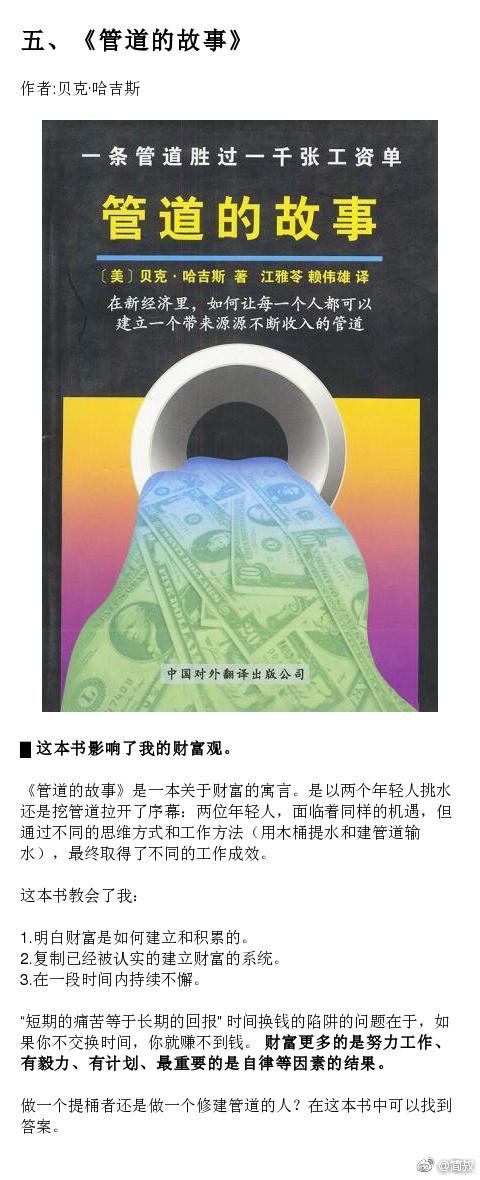 五、《管道的故事》
作者:贝克·哈吉斯
一条管道胜过一千张工资单
管道的故事
〔美〕贝克·哈吉斯 著 江雅苓 赖伟雄 译
在新经济里，如何让每一个人都可以
建立一个带来源源不断收入的管道
中国对外翻译出版公司
█ 这本书影响了我的财富观。
《管道的故事》是一本关于财富的寓言。是以两个年轻人挑水
还是挖管道拉开了序幕：两位年轻人，面临着同样的机遇，但
通过不同的思维方式和工作方法（用木桶提水和建管道输
水），最终取得了不同的工作成效。
这本书教会了我：
1.明白财富是如何建立和积累的。
2.复制已经被认实的建立财富的系统。
3.在一段时间内持续不懈。
“短期的痛苦等于长期的回报” 时间换钱的陷阱的问题在于，如
果你不交换时间，你就赚不到钱。 财富更多的是努力工作、
有毅力、有计划、最重要的是自律等因素的结果。
做一个提桶者还是做一个修建管道的人？在这本书中可以找到
答案。
@简叔